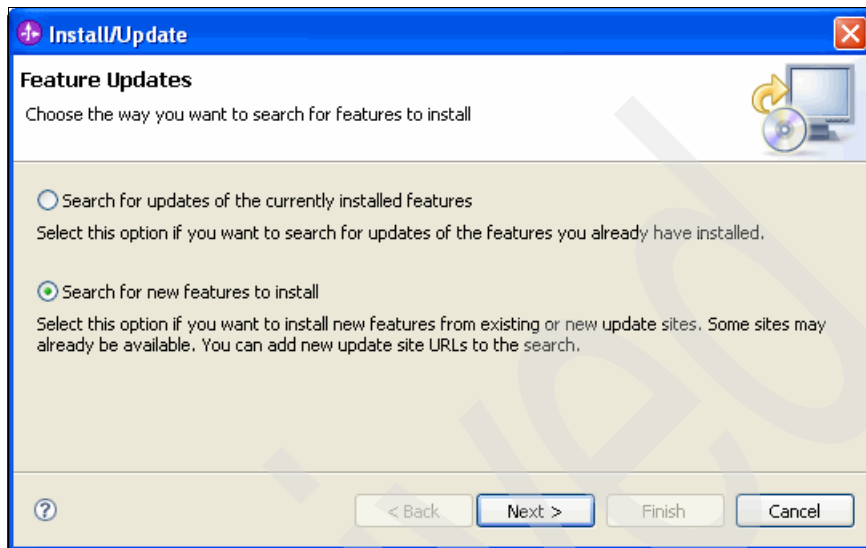 Install/Update
Feature Updates
Choose the way you want to search for features to install
Search for updates of the currently installed features
Select this option if you want to search for updates of the features you already have installed.
Search for new features to install
Select this option if you want to install new features from existing or new update sites. Some sites may
already be available. You can add new update site URLs to the search.
?
< Back
Next >
Finish
Cancel